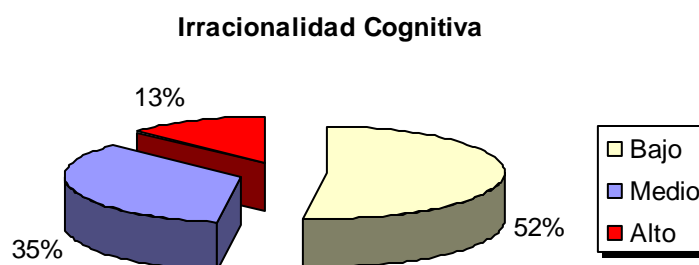 Irracionalidad Cognitiva
13%
35%
52%
Bajo
Medio
Alto